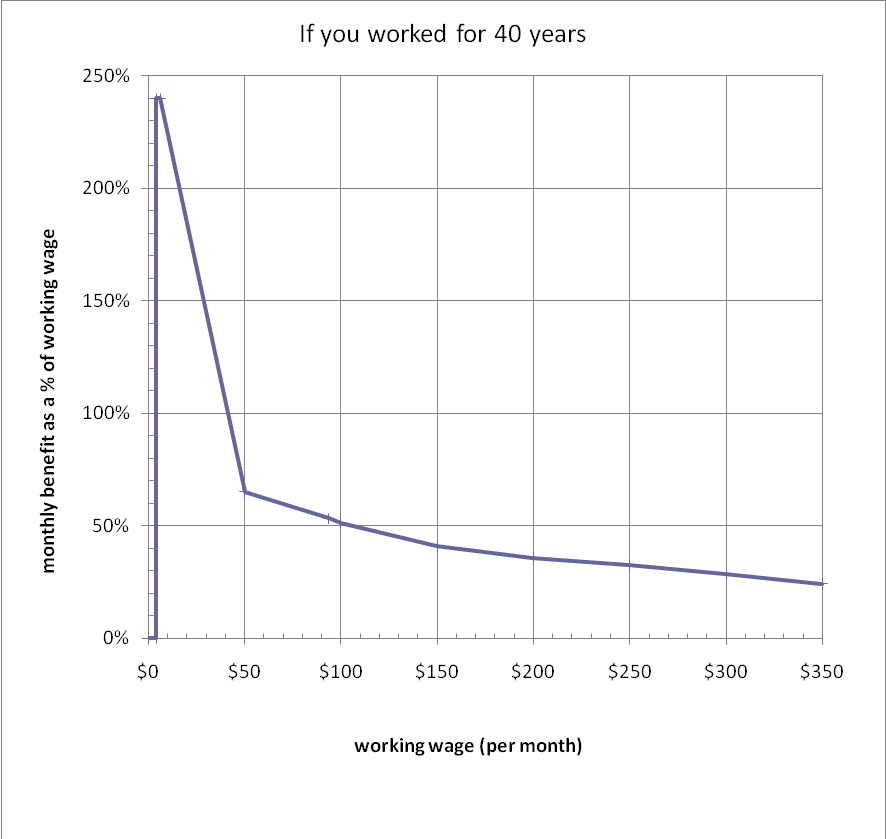 If you worked for 40 years
250%
200%
150%
100%
50%
0%
monthly benefit as a % of working wage
$0 $50 $100 $150 $200 $250 $300 $350
working wage (per month)